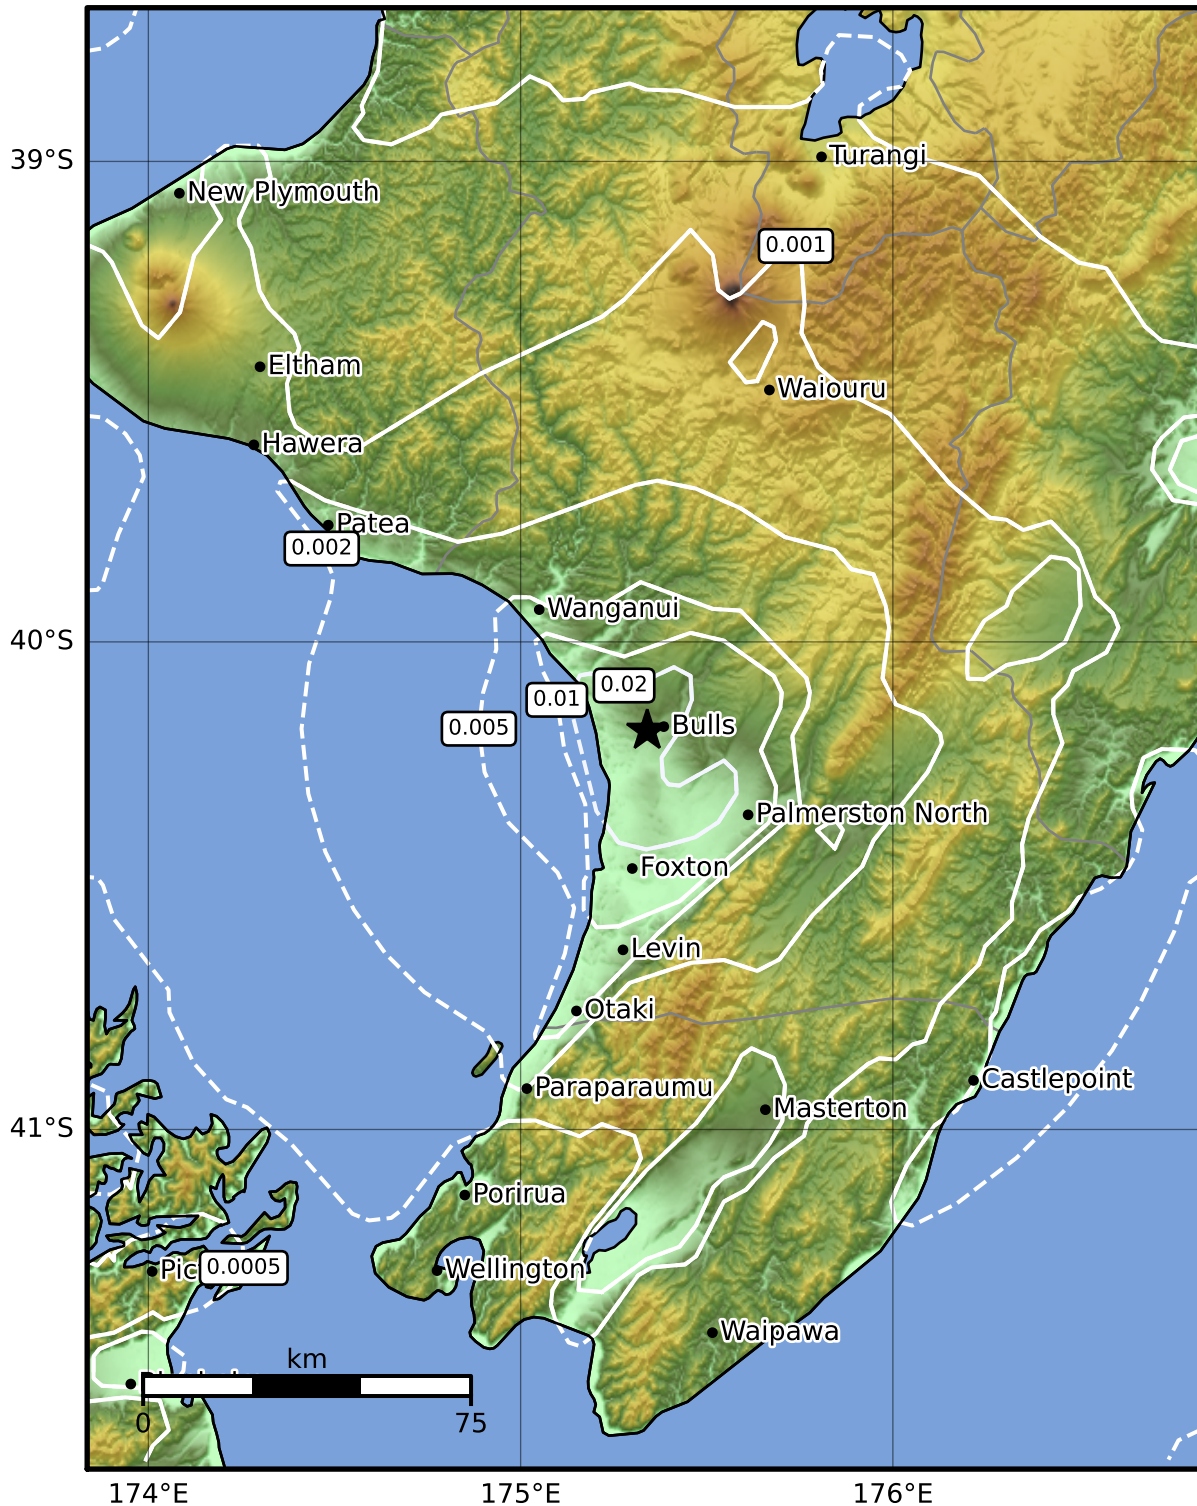 Turangi
39°S
New Plymouth
0.001
Eltham
Waiouru
Hawera
Patea
0.002
Wanganui
40°S
0.02
0.01
0.005
Bulls
Palmerston North
Foxton
Levin
Otaki
Paraparaumu
Castlepoint
Masterton
41°S
Porirua
Pic
0.0005
Wellington
Waipawa
km
0
75
174°E
175°E
176°E